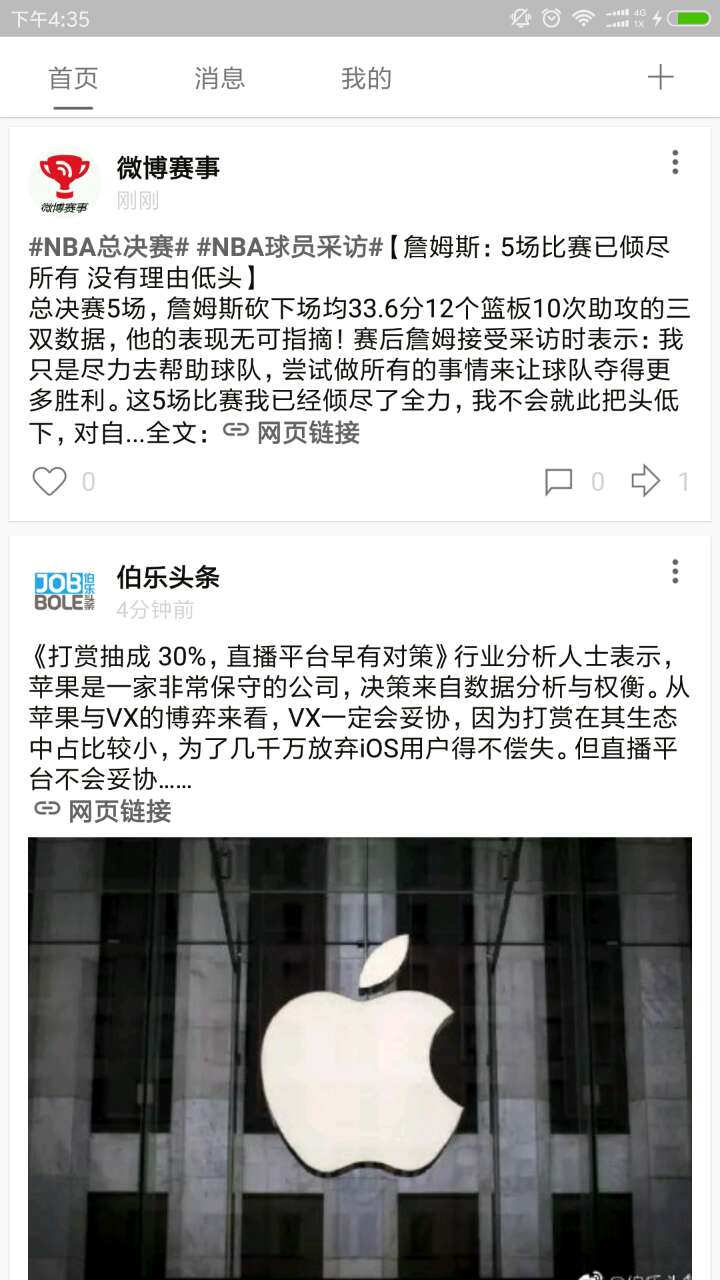 下午4:35
4G
1X
首页 消息 我的
微博赛事
微博赛事
刚刚
#NBA总决赛# #NBA球员采访#【詹姆斯：5场比赛已倾尽
所有 没有理由低头】
总决赛5场，詹姆斯砍下场均33.6分12个篮板10次助攻的三
双数据，他的表现无可指摘！赛后詹姆接受采访时表示：我
只是尽力去帮助球队，尝试做所有的事情来让球队夺得更
多胜利。这5场比赛我已经倾尽了全力，我不会就此把头低
下，对自...全文： 网页链接
0 0 1
JOB 伯乐
BOLE 头条
伯乐头条
4分钟前
《打赏抽成 30%，直播平台早有对策》行业分析人士表示，
苹果是一家非常保守的公司，决策来自数据分析与权衡。从
苹果与VX的博弈来看，VX一定会妥协，因为打赏在其生态
中占比较小，为了几千万放弃iOS用户得不偿失。但直播平
台不会妥协……
网页链接